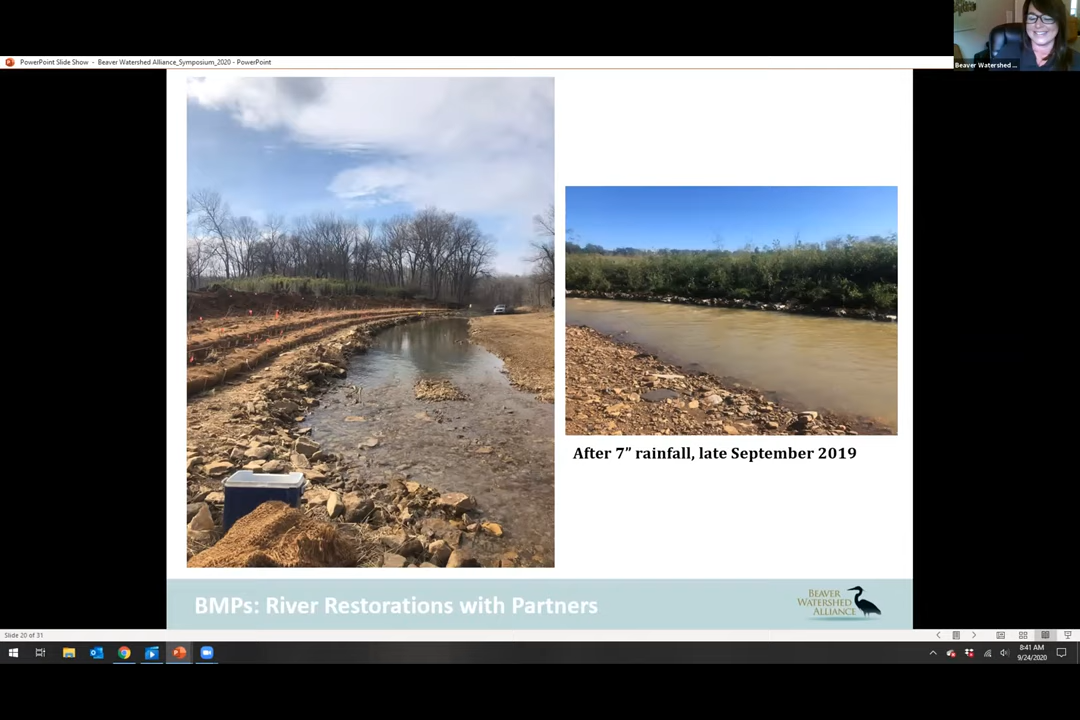 PowerPoint Slide Show - Beaver Watershed Alliance_Symposium_2020 - PowerPoint
Beaver Watershed ...
After 7” rainfall, late September 2019
BMPs: River Restorations with Partners
BEAVER
WATERSHED
ALLIANCE
Slide 20 of 31
8:41 AM
9/24/2020